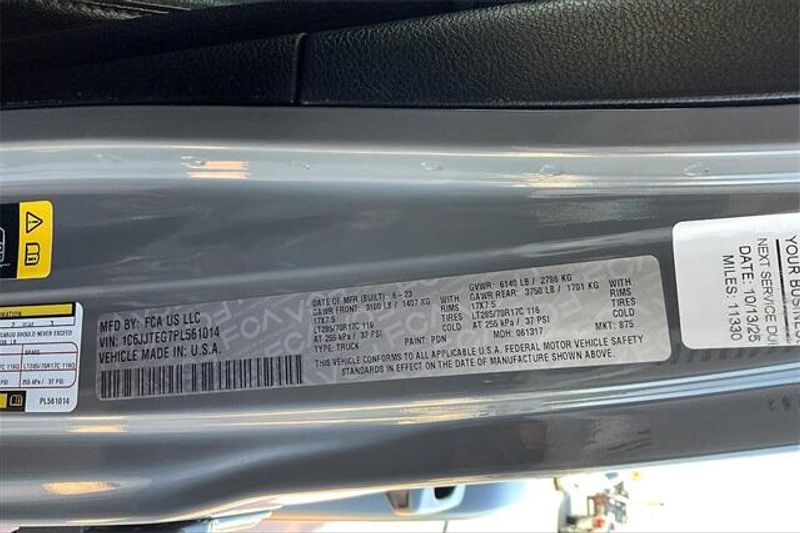 MFD BY: FCA US LLC
VIN: 1C6JJTEG7PL561014
VEHICLE MADE IN U.S.A.
DATE OF MFR (BUILT) 6-23
GAWR FRONT: 3100 LB / 1407 KG WITH
17X7.5 RIMS
LT285/70R17C 116 TIRES
AT 255 kPa / 37 PSI COLD
TYPE: TRUCK PAINT: PDN
GVWR: 6140 LB / 2786 KG
GAWR REAR: 3750 LB / 1701 KG WITH
17X7.5 RIMS
LT285/70R17C 116 TIRES
AT 255 kPa / 37 PSI COLD
MDH: 061317 MKT: 875
THIS VEHICLE CONFORMS TO ALL APPLICABLE U.S.A. FEDERAL MOTOR VEHICLE SAFETY
STANDARDS IN EFFECT ON THE DATE OF MANUFACTURE SHOWN ABOVE.
PL561014
YOUR BUSINESS
NEXT SERVICE DU
DATE: 10/13/25
MILES: 11330